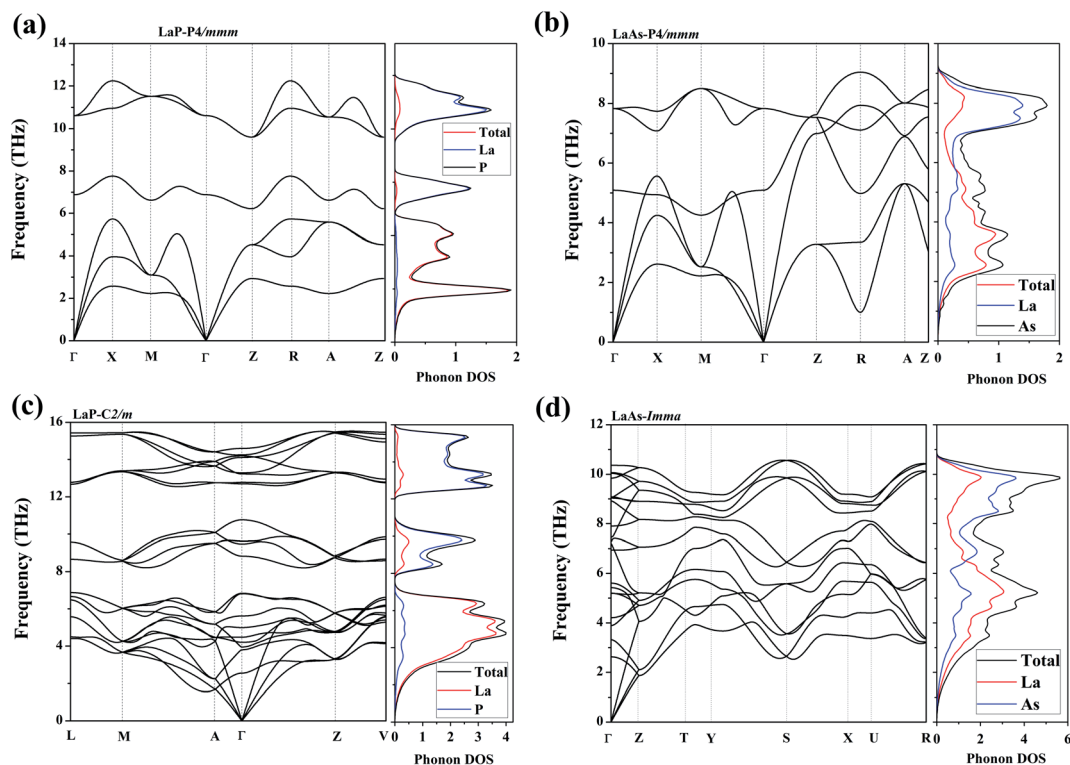 (a)
LaP-P4/mmm
14
12
10
8
6
4
2
0
Frequency (THz)
Γ X M Γ Z R A Z
Total
La
P
0 1 2
Phonon DOS
(b)
LaAs-P4/mmm
10
8
6
4
2
0
Frequency (THz)
Γ X M Γ Z R A Z
Total
La
As
0 1 2
Phonon DOS
(c)
LaP-C2/m
16
12
8
4
0
Frequency (THz)
L M A Γ Z V
Total
La
P
0 1 2 3 4
Phonon DOS
(d)
LaAs-Imma
12
10
8
6
4
2
0
Frequency (THz)
Γ Z T Y S X U R
Total
La
As
0 2 4 6
Phonon DOS